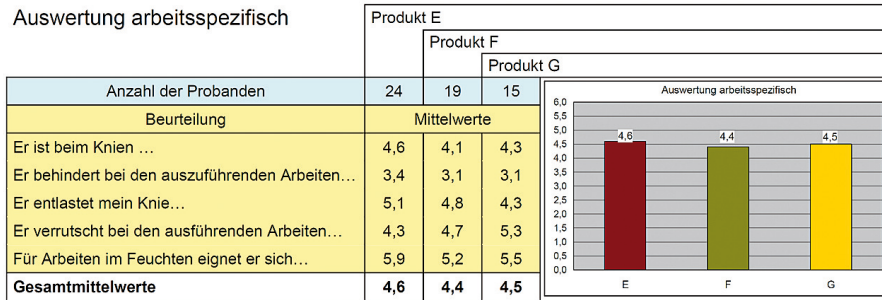 Auswertung arbeitsspezifisch
Produkt E
Produkt F
Produkt G
Anzahl der Probanden 24 19 15
Beurteilung Mittelwerte
Er ist beim Knien … 4,6 4,1 4,3
Er behindert bei den auszuführenden Arbeiten… 3,4 3,1 3,1
Er entlastet mein Knie… 5,1 4,8 4,3
Er verrutscht bei den ausführenden Arbeiten… 4,3 4,7 5,3
Für Arbeiten im Feuchten eignet er sich… 5,9 5,2 5,5
Gesamtmittelwerte 4,6 4,4 4,5
Auswertung arbeitsspezifisch
6,0
5,5
5,0
4,5
4,0
3,5
3,0
2,5
2,0
1,5
1,0
0,5
0,0
4,6 4,4 4,5
E F G